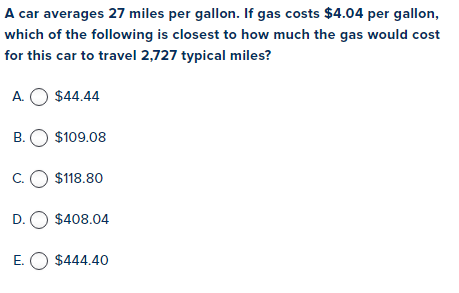 A car averages 27 miles per gallon. If gas costs $4.04 per gallon,
which of the following is closest to how much the gas would cost
for this car to travel 2,727 typical miles?
A. $44.44
B. $109.08
C. $118.80
D. $408.04
E. $444.40